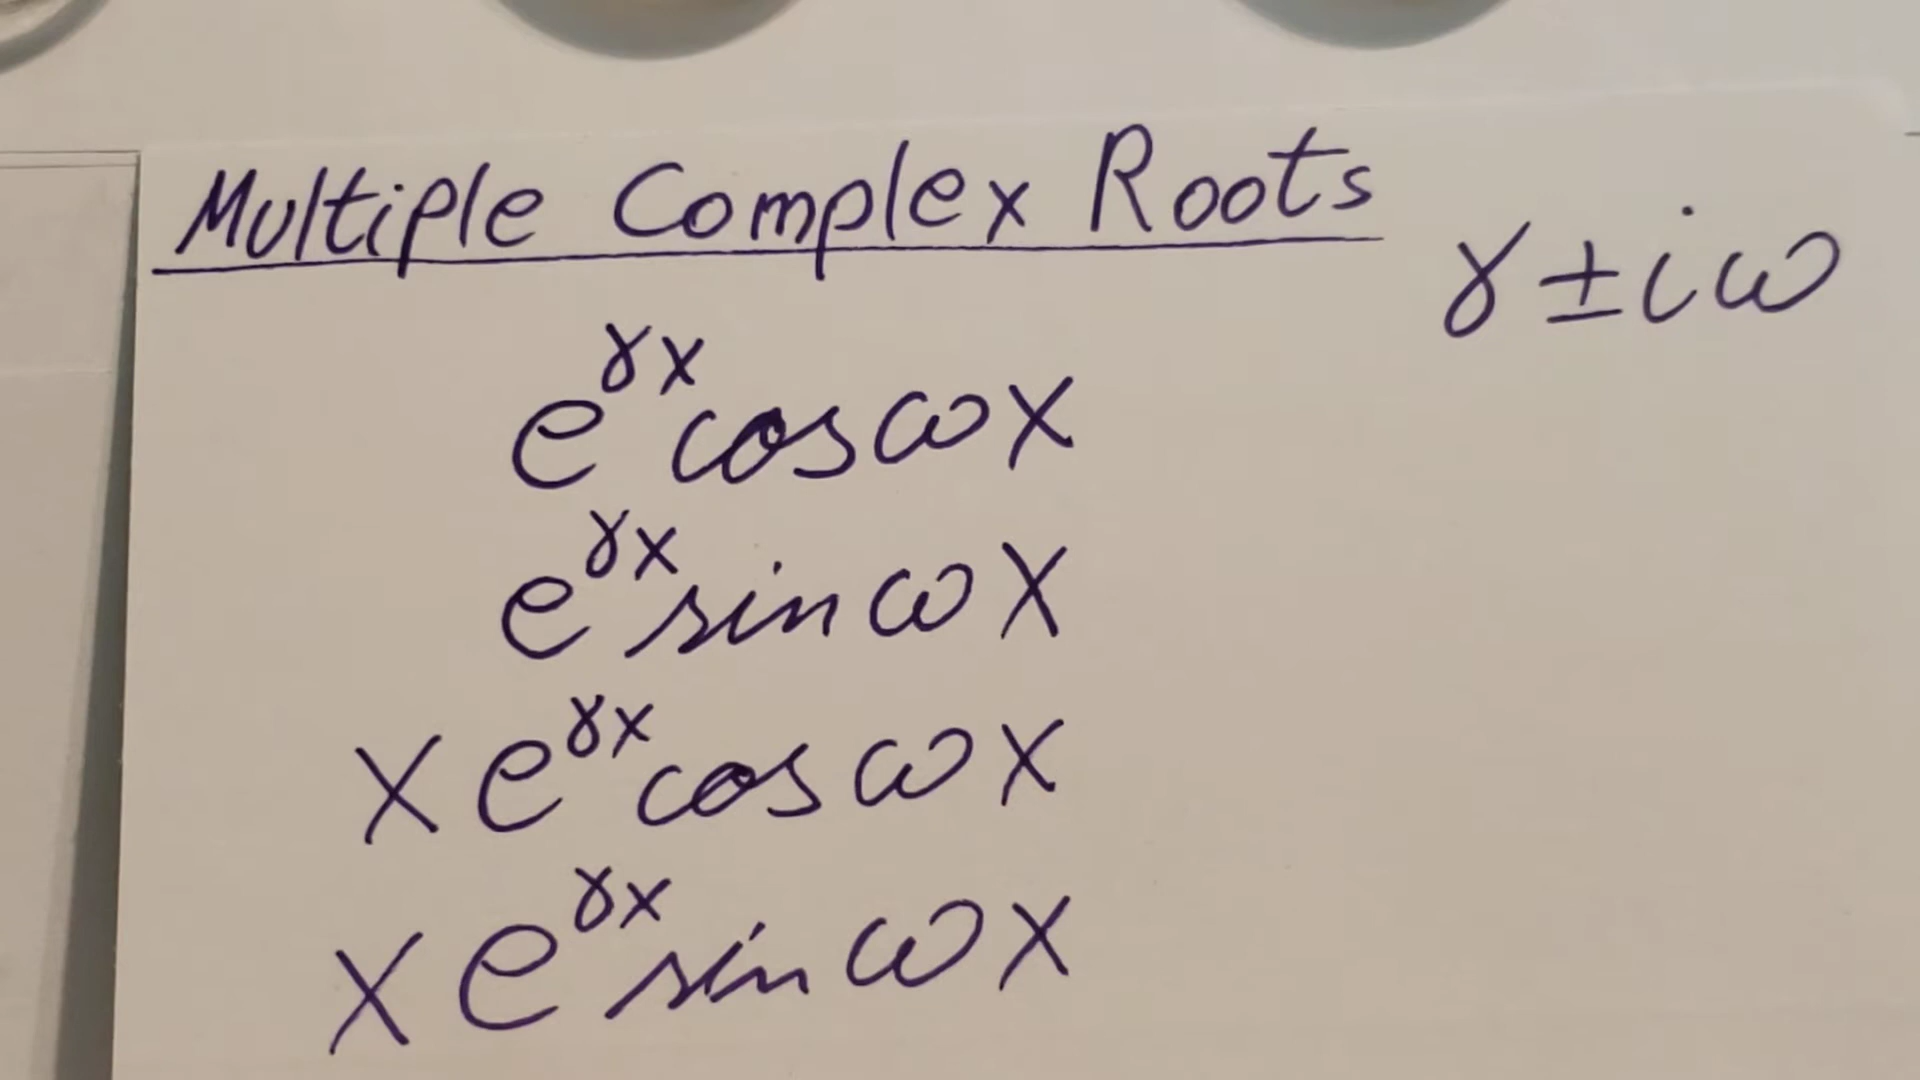 Multiple Complex Roots
γ ± iω
e^γx cos ωx
e^γx sin ωx
x e^γx cos ωx
x e^γx sin ωx